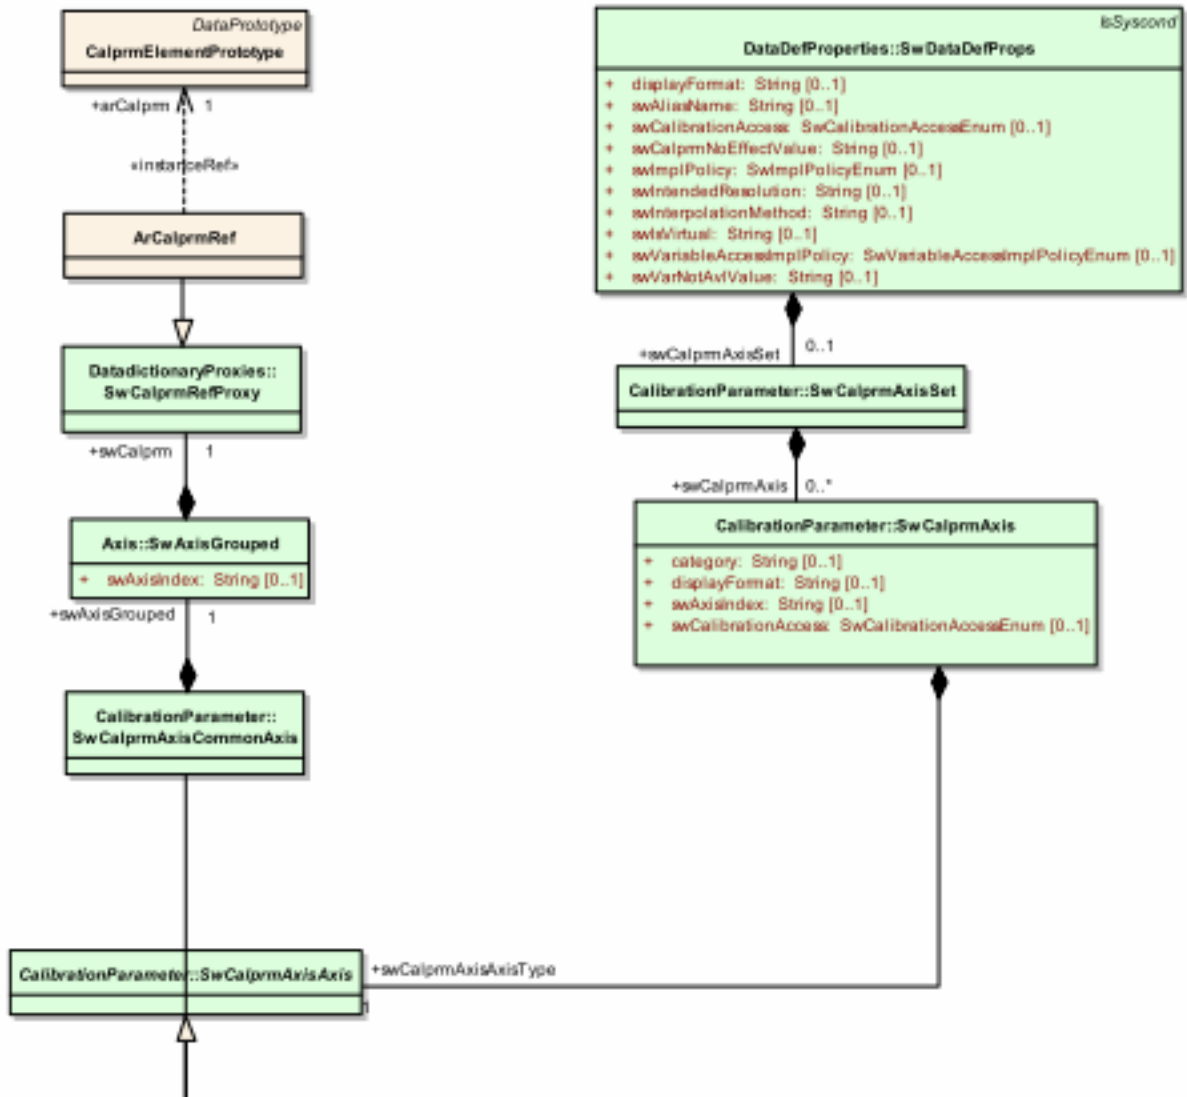 DataPrototype
CalprmElementPrototype
+arCalprm 1
«instanceRef»
ArCalprmRef
DatadictionaryProxies::
SwCalprmRefProxy
+swCalprm 1
Axis::SwAxisGrouped
+ swAxisIndex: String [0..1]
+swAxisGrouped 1
CalibrationParameter::
SwCalprmAxisCommonAxis
CalibrationParameter::SwCalprmAxisAxis
+swCalprmAxisAxisType
1
IsSyscond
DataDefProperties::SwDataDefProps
+ displayFormat: String [0..1]
+ swAliasName: String [0..1]
+ swCalibrationAccess: SwCalibrationAccessEnum [0..1]
+ swCalprmNoEffectValue: String [0..1]
+ swImplPolicy: SwImplPolicyEnum [0..1]
+ swIntendedResolution: String [0..1]
+ swInterpolationMethod: String [0..1]
+ swIsVirtual: String [0..1]
+ swVariableAccessImplPolicy: SwVariableAccessImplPolicyEnum [0..1]
+ swVarNotAvlValue: String [0..1]
+swCalprmAxisSet 0..1
CalibrationParameter::SwCalprmAxisSet
+swCalprmAxis 0..*
CalibrationParameter::SwCalprmAxis
+ category: String [0..1]
+ displayFormat: String [0..1]
+ swAxisIndex: String [0..1]
+ swCalibrationAccess: SwCalibrationAccessEnum [0..1]